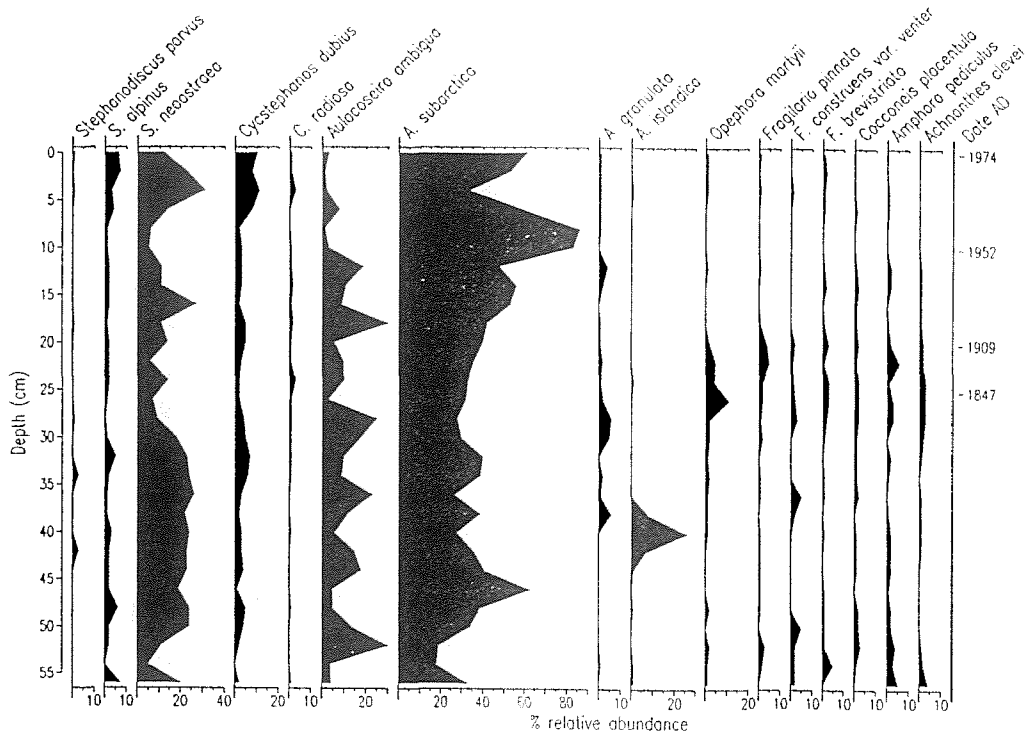 Stephanodiscus parvus
S. alpinus
S. neoastraea
Cycstephanos dubius
C. radiosa
Aulacoseira ambigua
A. subarctica
A. granulata
A. islandica
Opephora martyii
Fragilaria pinnata
F. construens var. venter
F. brevistriata
Cocconeis placentula
Amphora pediculus
Achnanthes clevei
Date AD
0
5
10
15
20
25
30
35
40
45
50
55
Depth (cm)
1974
1952
1909
1847
10 10 20 40 10 10 20 20 40 60 80 10 20 20 10 10 10 10 10 10
% relative abundance